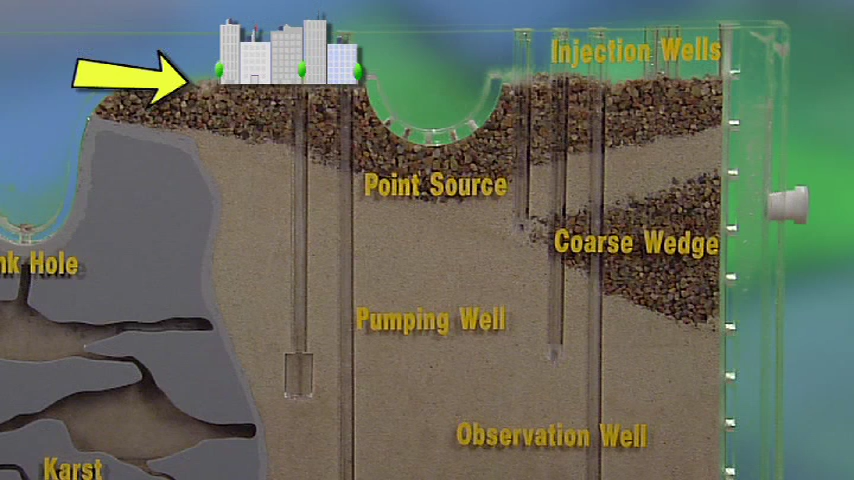 Injection Wells
Point Source
Coarse Wedge
nk Hole
Pumping Well
Observation Well
Karst